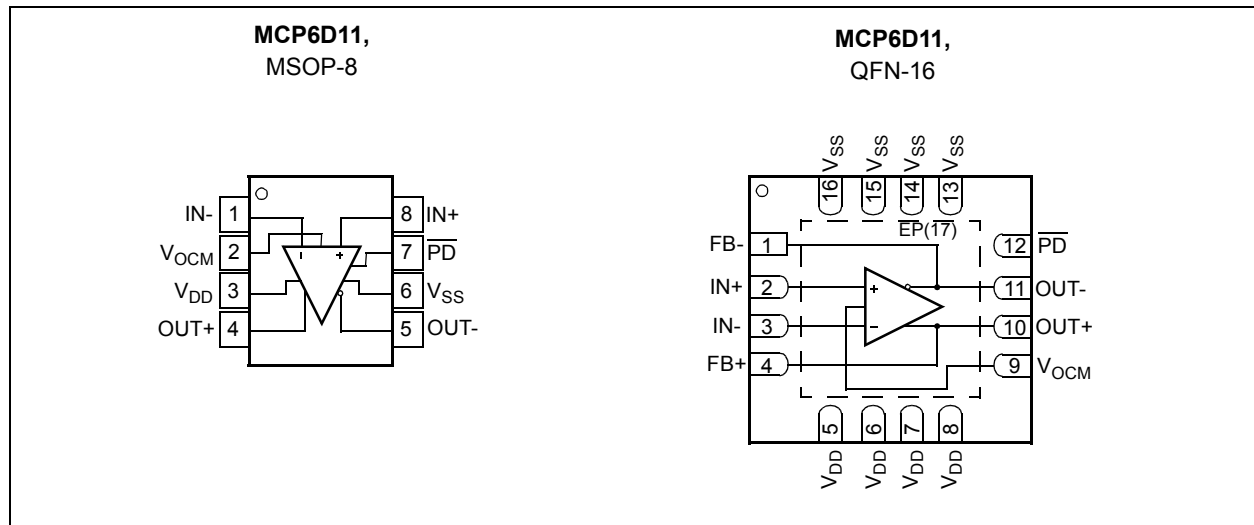 MCP6D11,
MSOP-8
IN- 1
VOCM 2
VDD 3
OUT+ 4
8 IN+
7 PD
6 VSS
5 OUT-
- +
MCP6D11,
QFN-16
VSS VSS VSS VSS
16 15 14 13
EP(17)
FB- 1
IN+ 2
IN- 3
FB+ 4
+
-
12 PD
11 OUT-
10 OUT+
9 VOCM
5 6 7 8
VDD VDD VDD VDD